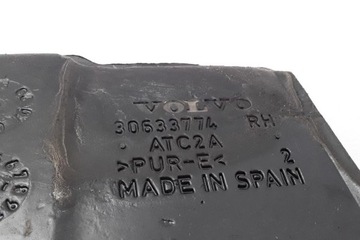 VOLVO
30633774 RH
ATC2A
>PUR-E< 2
MADE IN SPAIN